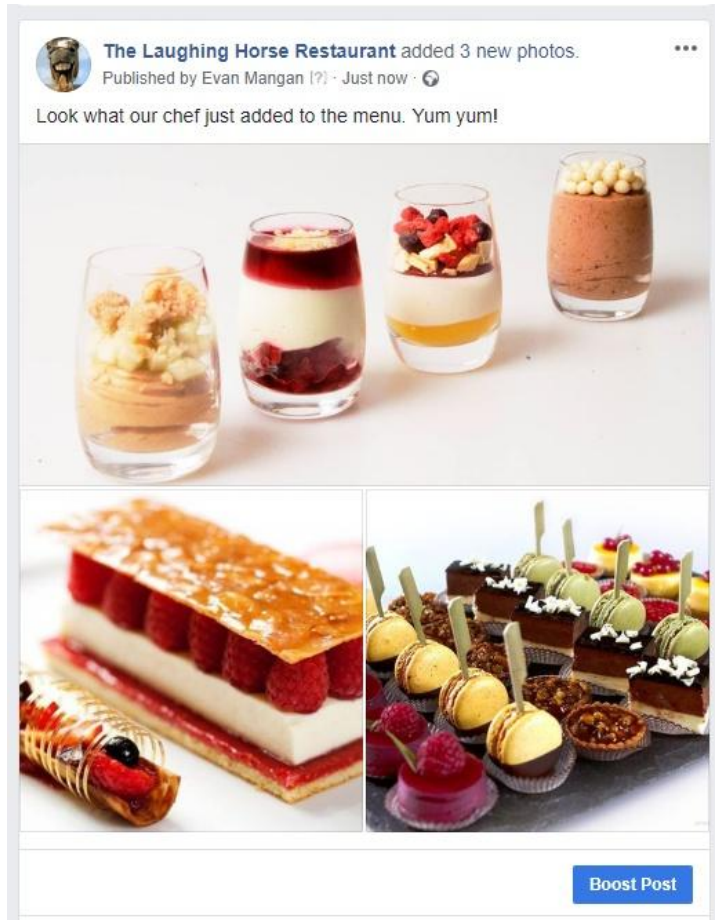 The Laughing Horse Restaurant added 3 new photos.
Published by Evan Mangan [?] · Just now ·
Look what our chef just added to the menu. Yum yum!
Boost Post